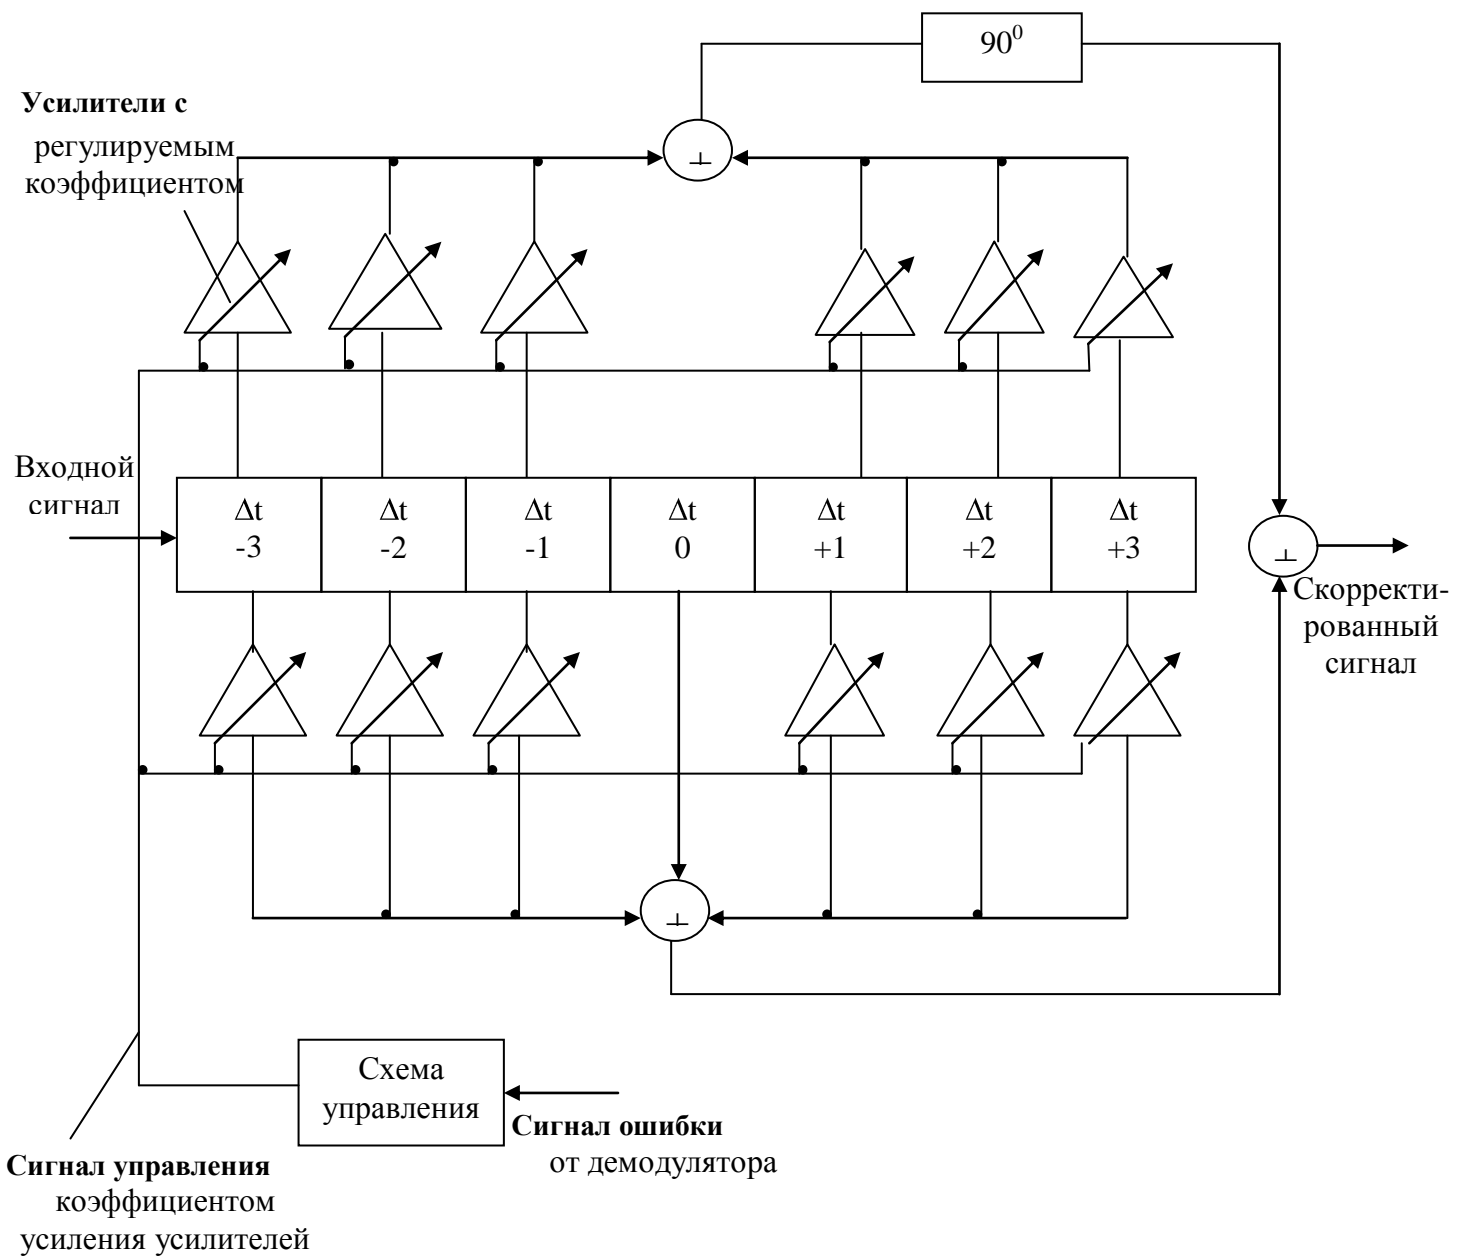 90⁰
Усилители с
регулируемым
коэффициентом
Входной
сигнал
Δt
-3
Δt
-2
Δt
-1
Δt
0
Δt
+1
Δt
+2
Δt
+3
Скорректи-
рованный
сигнал
Схема
управления
Сигнал ошибки
от демодулятора
Сигнал управления
коэффициентом
усиления усилителей